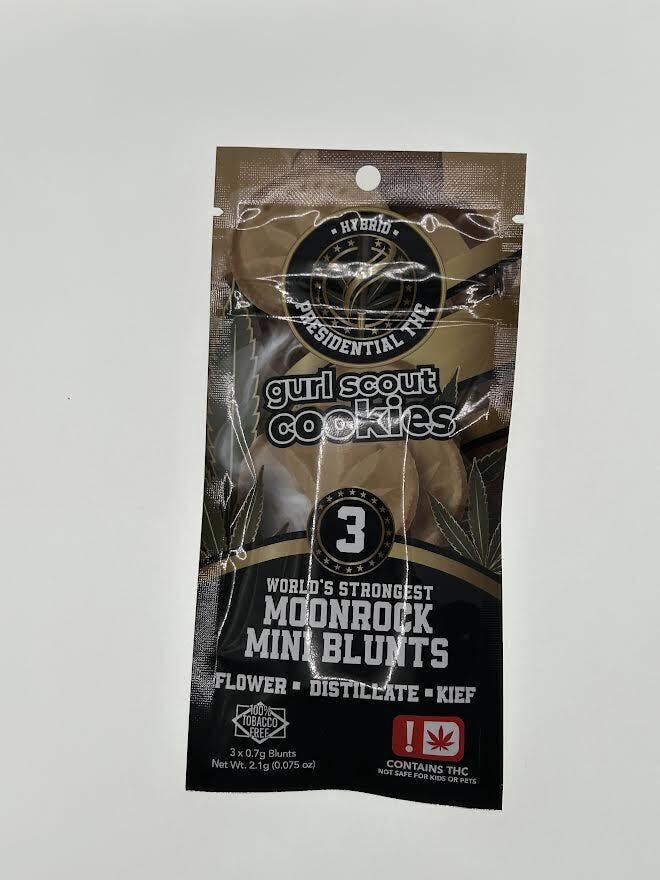 • HYBRID •
PRESIDENTIAL THC
gurl scout
cookies
3
WORLD'S STRONGEST
MOONROCK
MINI BLUNTS
FLOWER ▪ DISTILLATE ▪ KIEF
100%
TOBACCO
FREE
3 x 0.7g Blunts
Net Wt. 2.1g (0.075 oz)
!
CONTAINS THC
NOT SAFE FOR KIDS OR PETS